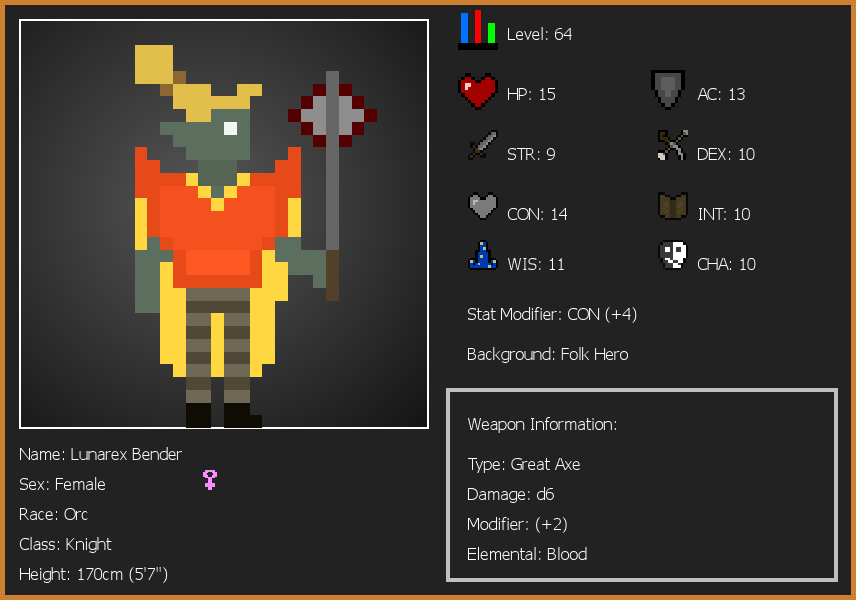 Level: 64
HP: 15
AC: 13
STR: 9
DEX: 10
CON: 14
INT: 10
WIS: 11
CHA: 10
Stat Modifier: CON (+4)
Background: Folk Hero
Weapon Information:
Type: Great Axe
Damage: d6
Modifier: (+2)
Elemental: Blood
Name: Lunarex Bender
Sex: Female
Race: Orc
Class: Knight
Height: 170cm (5'7")